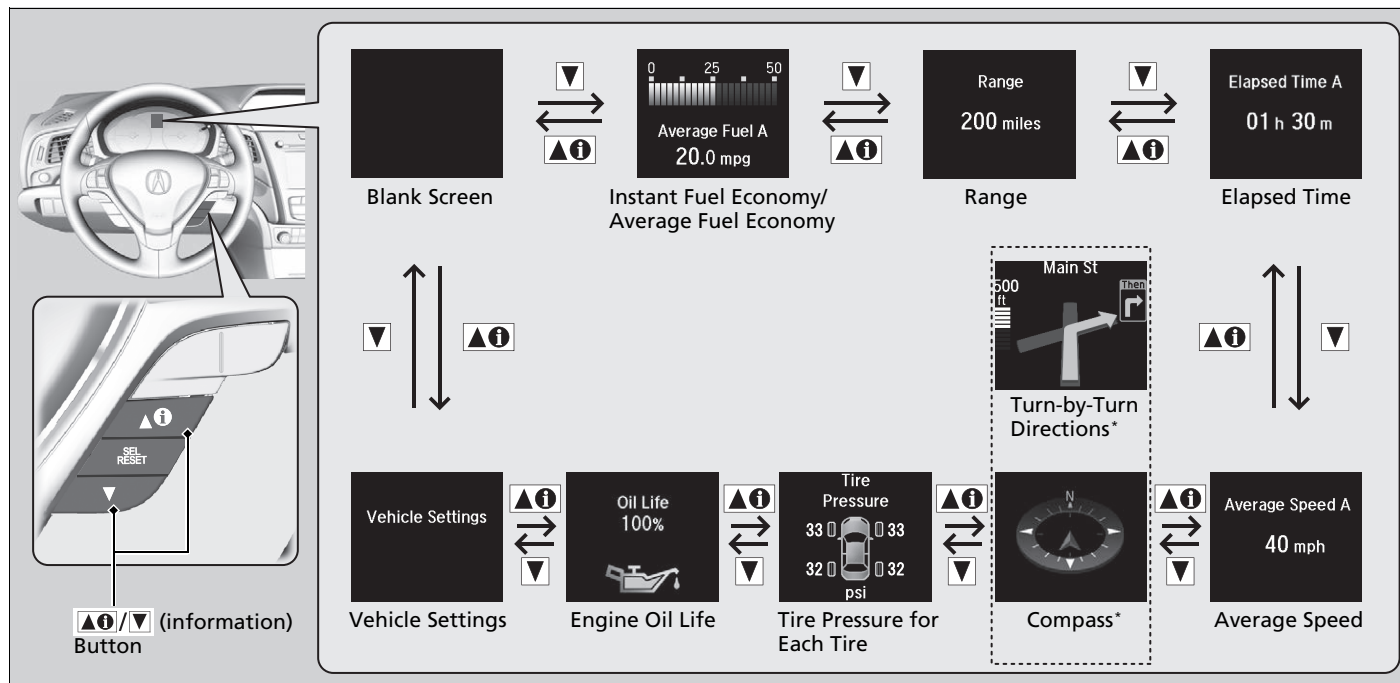 0 25 50
Average Fuel A
20.0 mpg
Range
200 miles
Elapsed Time A
01 h 30 m
▼
▼
▼
▲i
▲i
▲i
Blank Screen
Instant Fuel Economy/
Average Fuel Economy
Range
Elapsed Time
Main St
500
ft
Then
▼
▲i
▲i
▼
Turn-by-Turn
Directions*
▲i
SEL
RESET
▼
Vehicle Settings
Oil Life
100%
Tire
Pressure
33 33
32 32
psi
N
Average Speed A
40 mph
▲i
▲i
▲i
▲i
▼
▼
▼
▼
Vehicle Settings
Engine Oil Life
Tire Pressure for
Each Tire
Compass*
Average Speed
▲i/▼ (information)
Button